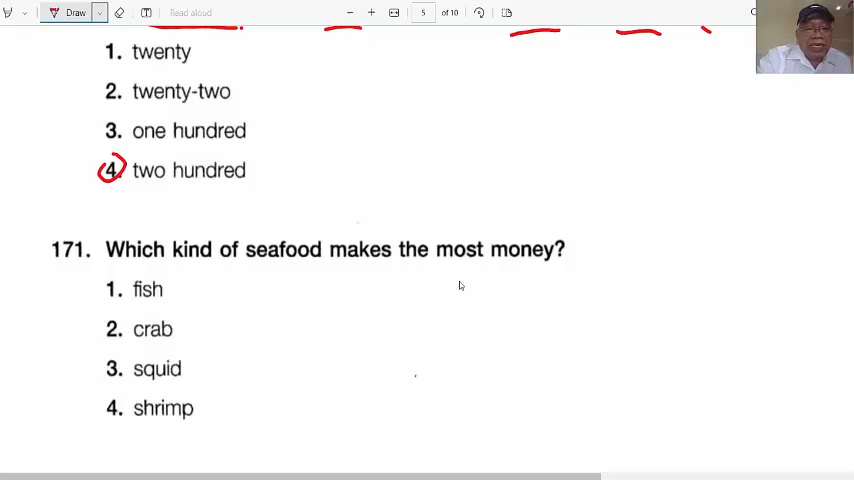 Draw
Read aloud
5
of 10
1. twenty
2. twenty-two
3. one hundred
4. two hundred
171. Which kind of seafood makes the most money?
1. fish
2. crab
3. squid
4. shrimp